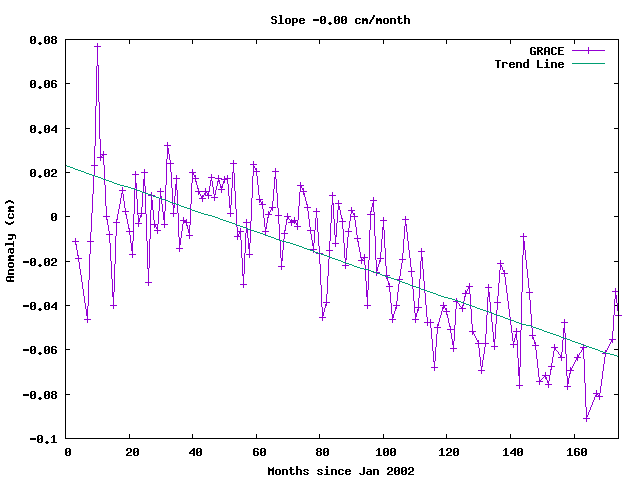 Slope -0.00 cm/month
GRACE
Trend Line
0.08
0.06
0.04
0.02
0
-0.02
-0.04
-0.06
-0.08
-0.1
Anomaly (cm)
0 20 40 60 80 100 120 140 160
Months since Jan 2002